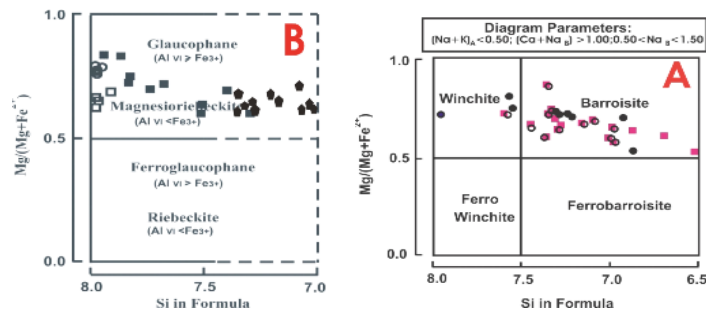 B
1.0
0.5
0.0
Mg/(Mg+Fe²⁺)
Glaucophane
(Al VI > Fe3+)
Magnesioriebeckite
(Al VI <Fe3+)
Ferroglaucophane
(Al VI > Fe3+)
Riebeckite
(Al VI <Fe3+)
8.0 7.5 7.0
Si in Formula
Diagram Parameters:
(Na+K)A<0.50; (Ca+Na B) >1.00;0.50<Na B<1.50
A
1.0
0.5
0.0
Mg/(Mg+Fe²⁺)
Winchite
Barroisite
Ferro
Winchite
Ferrobarroisite
8.0 7.5 7.0 6.5
Si in Formula